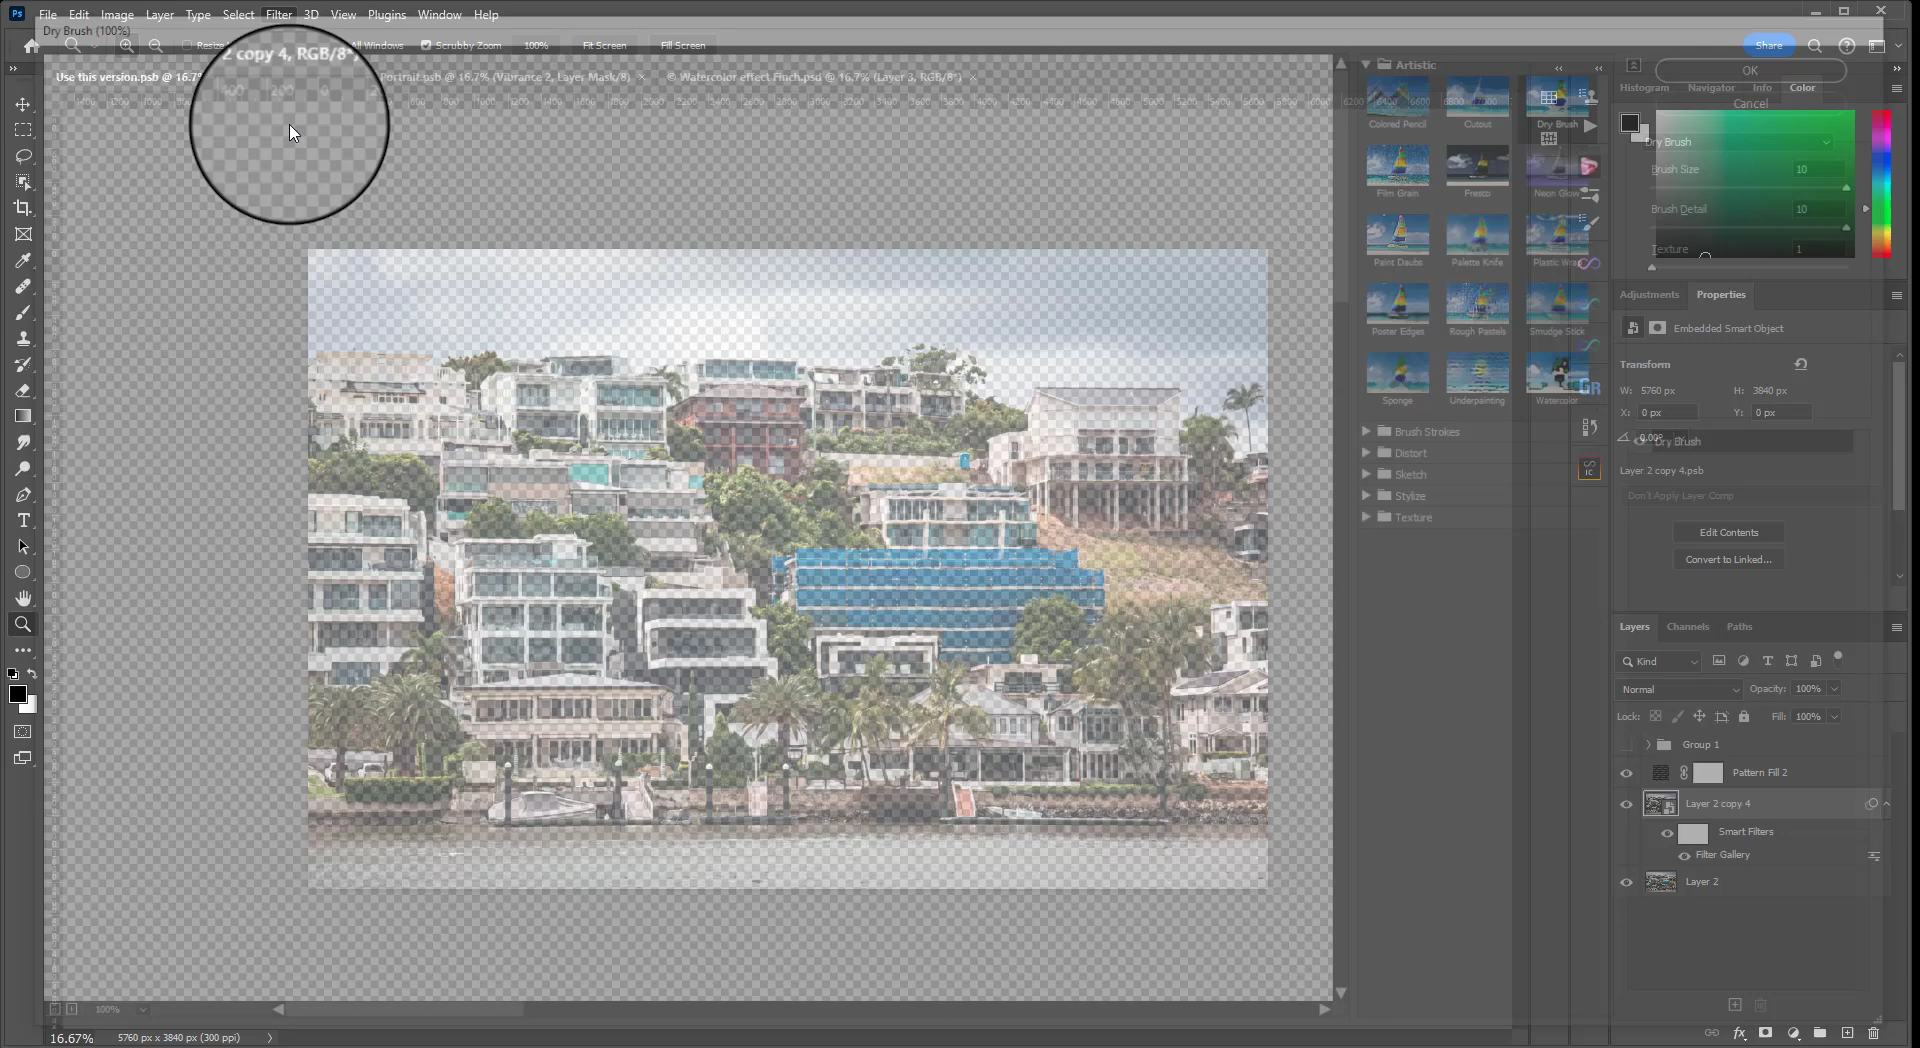 Ps File Edit Image Layer Type Select Filter 3D View Plugins Window Help
Dry Brush (100%)
2 copy 4, RGB/8*)
All Windows Scrubby Zoom 100% Fit Screen Fill Screen Share
Use this version.psb @ 16.7% Portrait.psb @ 16.7% (Vibrance 2, Layer Mask/8) × © Watercolor effect Finch.psd @ 16.7% (Layer 3, RGB/8*) ×
Artistic
Colored Pencil Cutout Dry Brush
Film Grain Fresco Neon Glow
Paint Daubs Palette Knife Plastic Wrap
Poster Edges Rough Pastels Smudge Stick
Sponge Underpainting Watercolor
Brush Strokes
Distort
Sketch
Stylize
Texture
OK
Histogram Navigator Info Color
Cancel
Dry Brush
Brush Size 10
Brush Detail 10
Texture 1
Adjustments Properties
Embedded Smart Object
Transform
W: 5760 px H: 3840 px
X: 0 px Y: 0 px
0.00°
Dry Brush
Layer 2 copy 4.psb
Don't Apply Layer Comp
Edit Contents
Convert to Linked...
Layers Channels Paths
Kind
Normal Opacity: 100%
Lock: Fill: 100%
Group 1
Pattern Fill 2
Layer 2 copy 4
Smart Filters
Filter Gallery
Layer 2
100%
16.67% 5760 px x 3840 px (300 ppi)